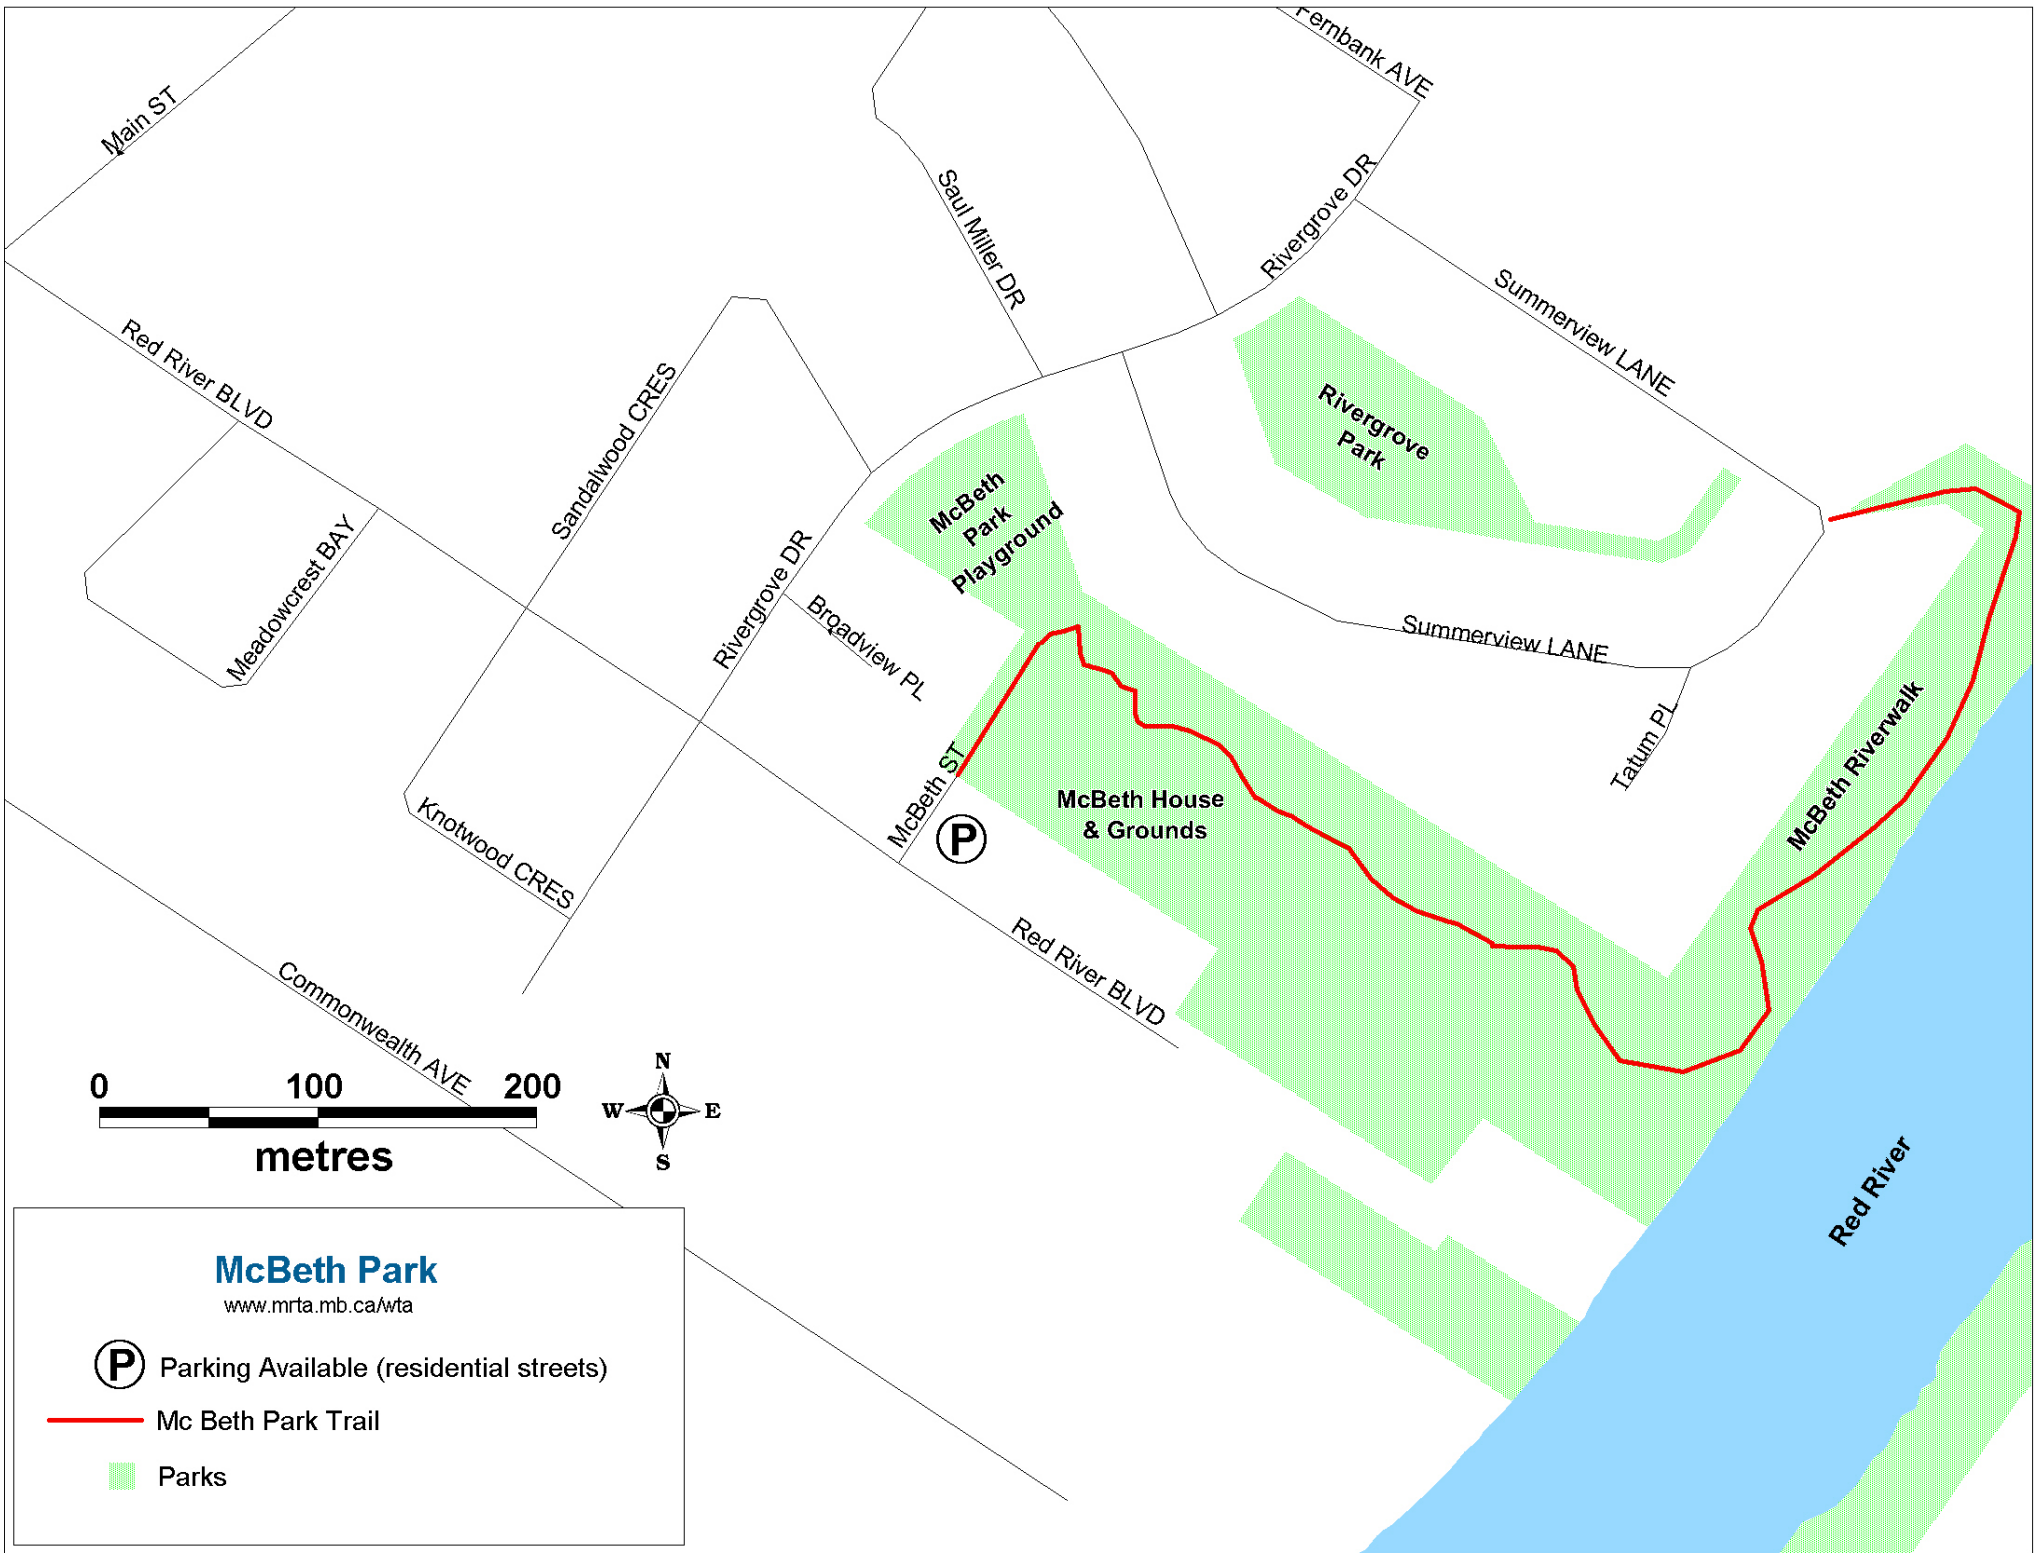 Fernbank AVE
Main ST
Rivergrove DR
Saul Miller DR
Summerview LANE
Red River BLVD
Sandalwood CRES
Rivergrove
Park
McBeth
Park
Playground
Meadowcrest BAY
Rivergrove DR
Broadview PL
Summerview LANE
Tatum PL
McBeth Riverwalk
McBeth ST
P
McBeth House
& Grounds
Knotwood CRES
Red River BLVD
Commonwealth AVE
Red River
0 100 200
metres
N
W E
S
McBeth Park
www.mrta.mb.ca/wta
P Parking Available (residential streets)
Mc Beth Park Trail
Parks